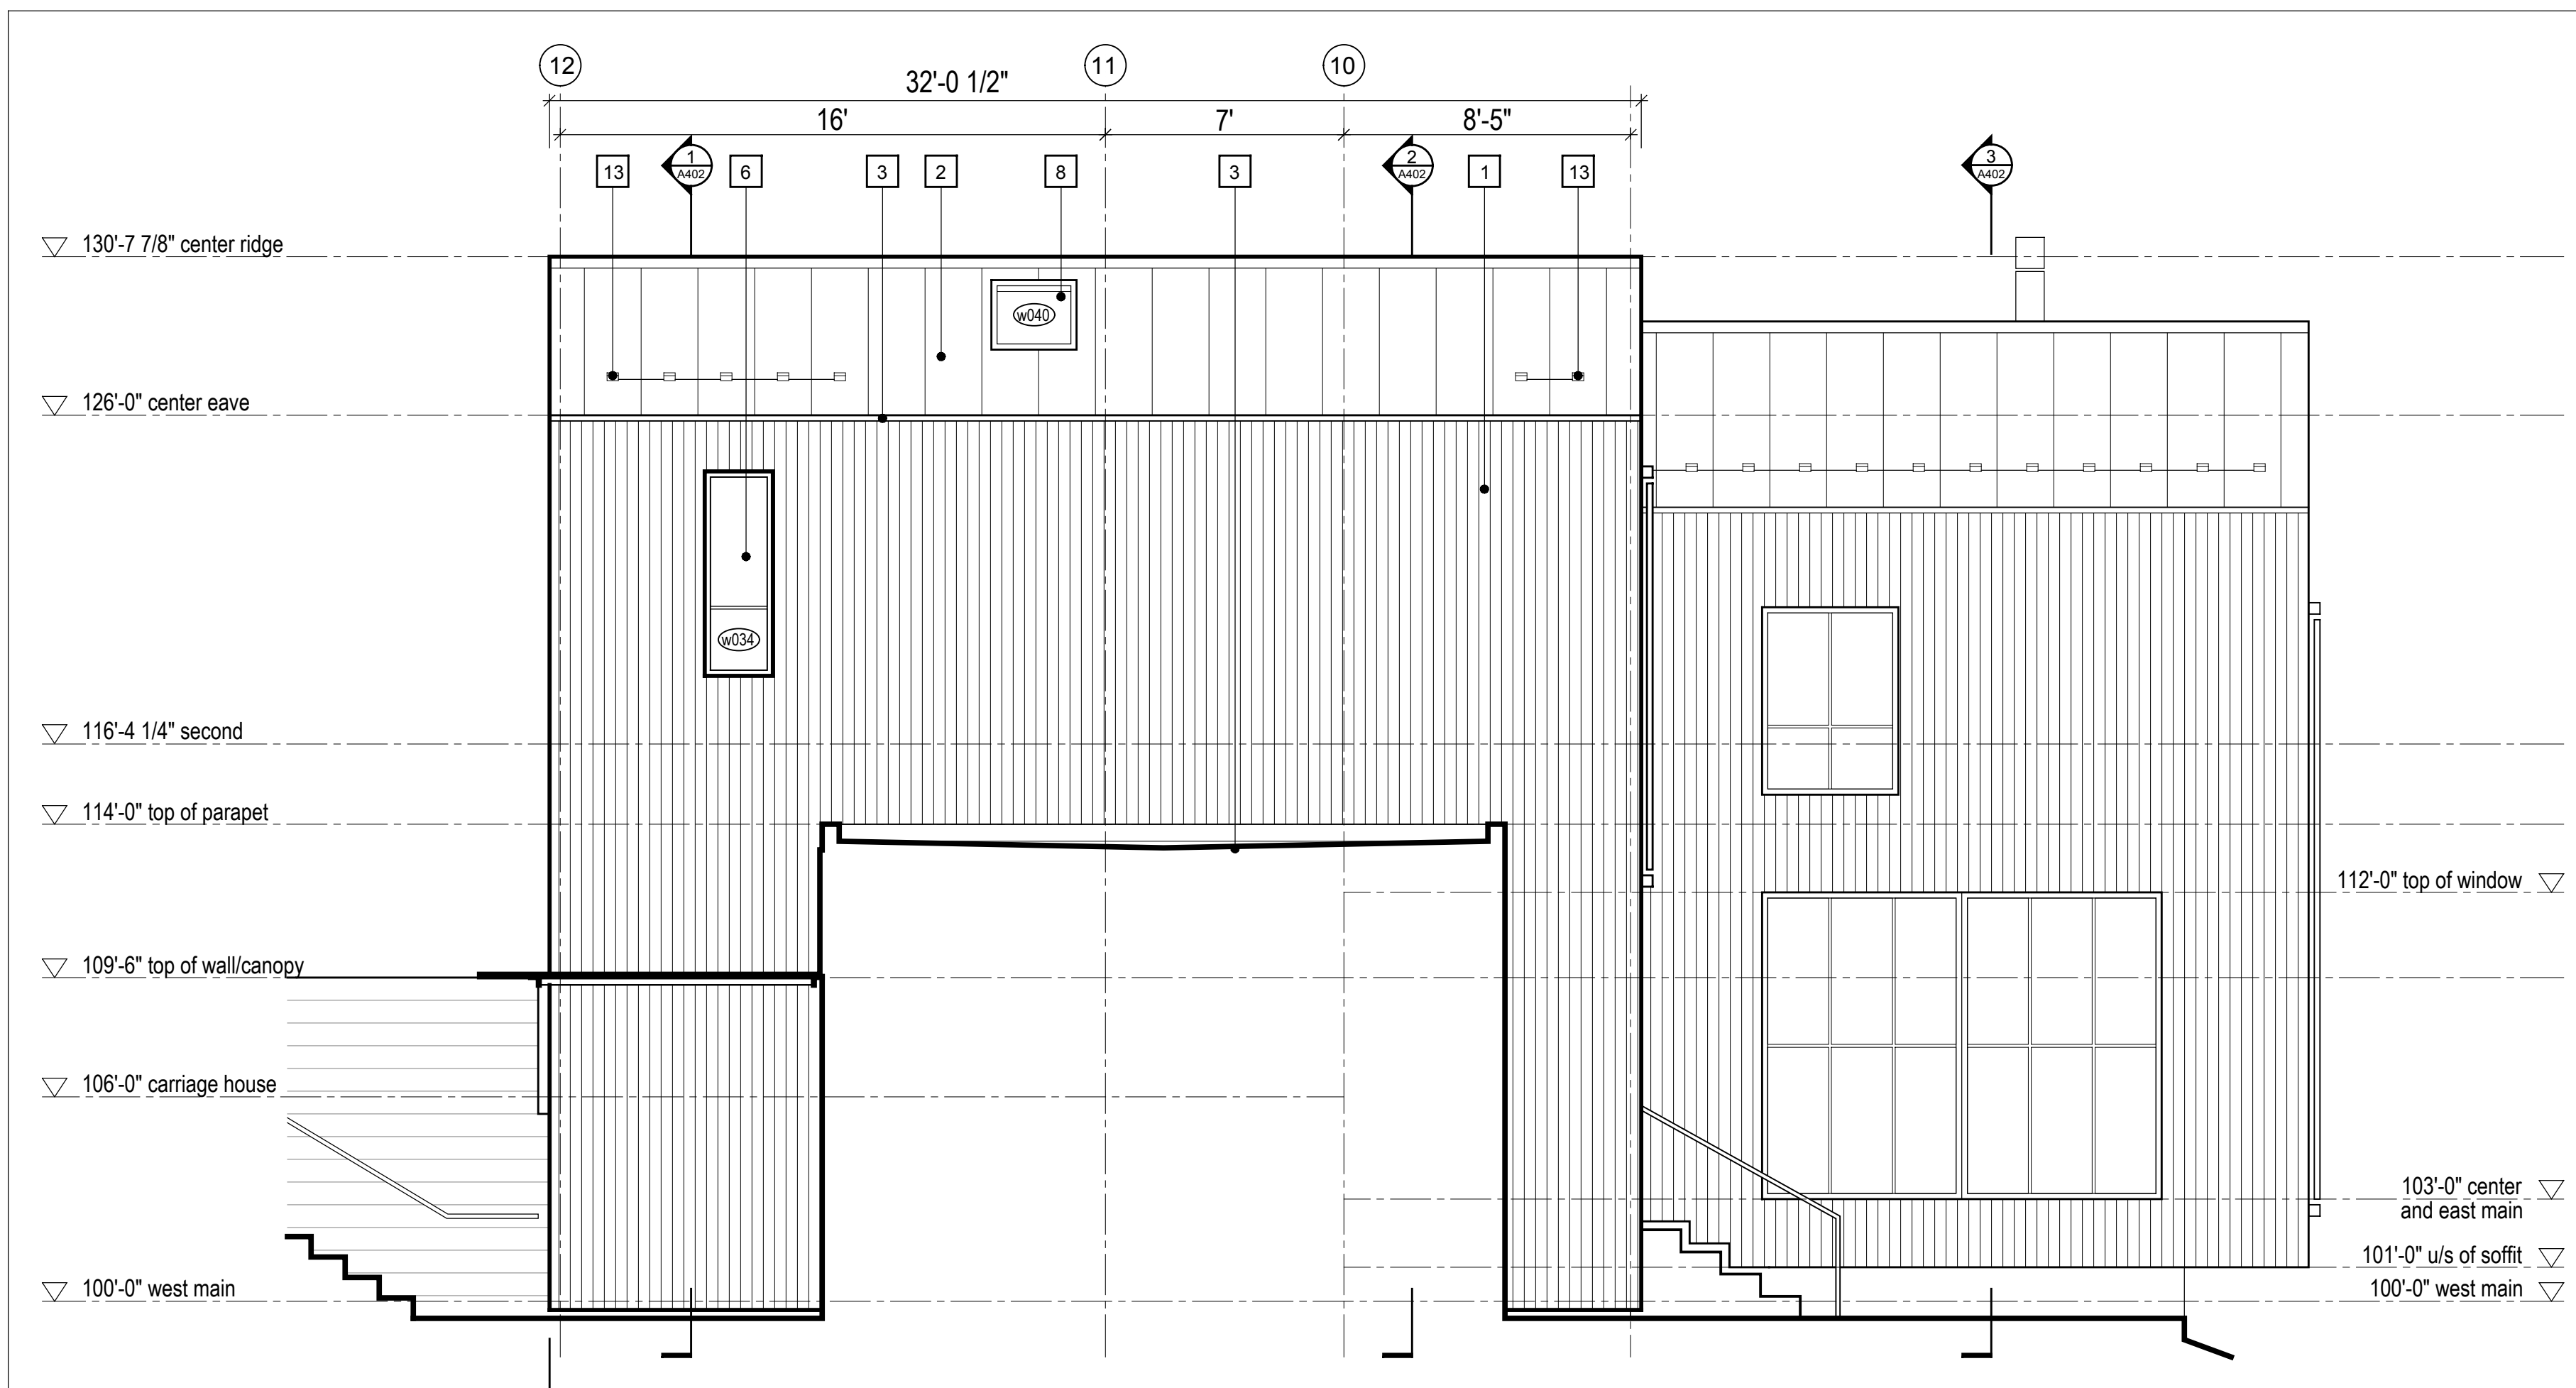 12
11
10
32'-0 1/2"
16'
7'
8'-5"
13
1
A402
6
3
2
8
3
2
A402
1
13
3
A402
130'-7 7/8" center ridge
w040
126'-0" center eave
w034
116'-4 1/4" second
114'-0" top of parapet
112'-0" top of window
109'-6" top of wall/canopy
106'-0" carriage house
103'-0" center
and east main
101'-0" u/s of soffit
100'-0" west main
100'-0" west main